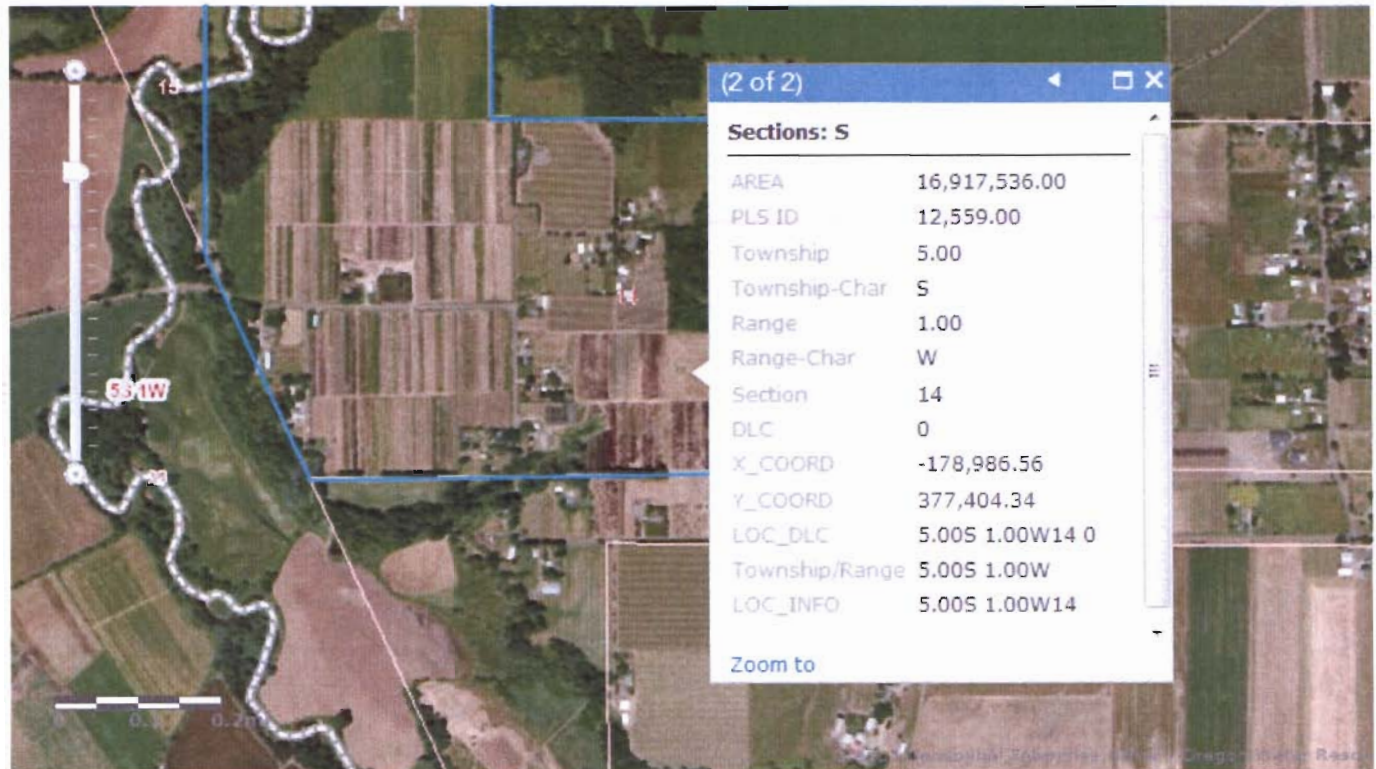 15
(2 of 2)
Sections: S
AREA 16,917,536.00
PLS ID 12,559.00
Township 5.00
Township-Char S
Range 1.00
Range-Char W
Section 14
DLC 0
X_COORD -178,986.56
Y_COORD 377,404.34
LOC_DLC 5.00S 1.00W14 0
Township/Range 5.00S 1.00W
LOC_INFO 5.00S 1.00W14
Zoom to
14
5S 1W
0